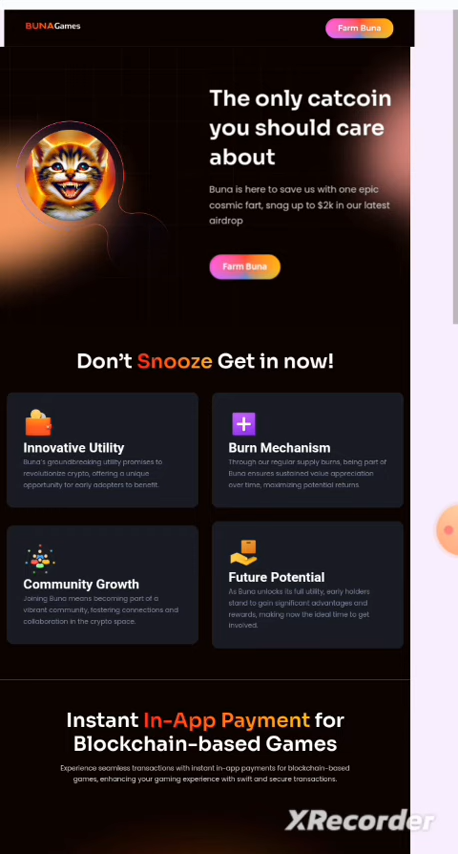 BUNAGames
Farm Buna
The only catcoin
you should care
about
Buna is here to save us with one epic
cosmic fart, snag up to $2k in our latest
airdrop
Farm Buna
Don’t Snooze Get in now!
Innovative Utility
Buna's groundbreaking utility promises to
revolutionize crypto, offering a unique
opportunity for early adopters to benefit.
Burn Mechanism
Through our regular supply burns, being part of
Buna ensures sustained value appreciation
over time, maximizing potential returns.
Community Growth
Joining Buna means becoming part of a
vibrant community, fostering connections and
collaboration in the crypto space.
Future Potential
As Buna unlocks its full utility, early holders
stand to gain significant advantages and
rewards, making now the ideal time to get
involved.
Instant In-App Payment for
Blockchain-based Games
Experience seamless transactions with instant in-app payments for blockchain-based
games, enhancing your gaming experience with swift and secure transactions.
XRecorder